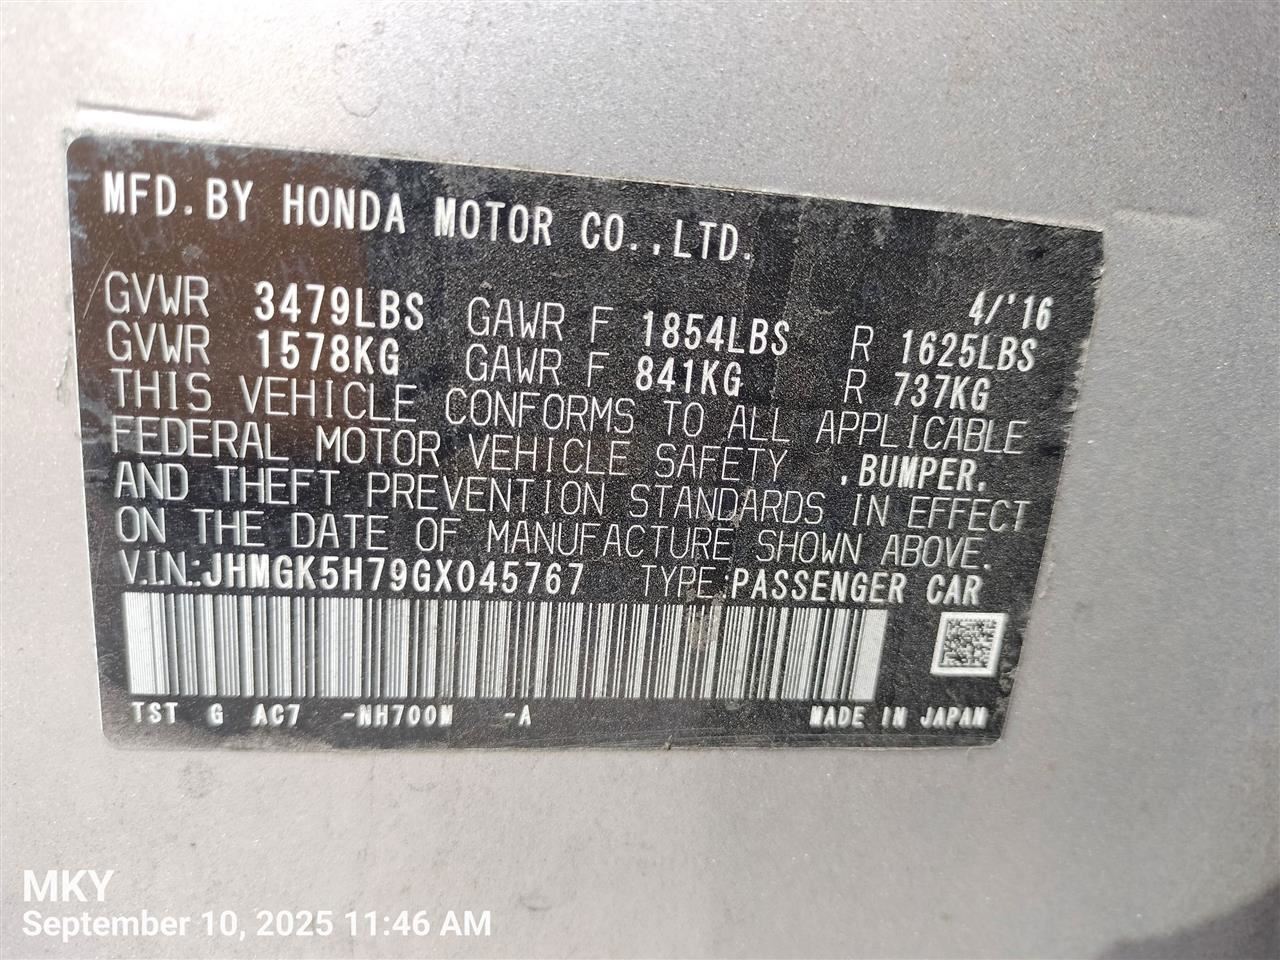 MFD. BY HONDA MOTOR CO., LTD.
4/'16
GVWR 3479LBS GAWR F 1854LBS R 1625LBS
GVWR 1578KG GAWR F 841KG R 737KG
THIS VEHICLE CONFORMS TO ALL APPLICABLE
FEDERAL MOTOR VEHICLE SAFETY , BUMPER,
AND THEFT PREVENTION STANDARDS IN EFFECT
ON THE DATE OF MANUFACTURE SHOWN ABOVE.
V.I.N.:JHMGK5H79GX045767 TYPE:PASSENGER CAR
TST G AC7 -NH700M -A MADE IN JAPAN
MKY
September 10, 2025 11:46 AM